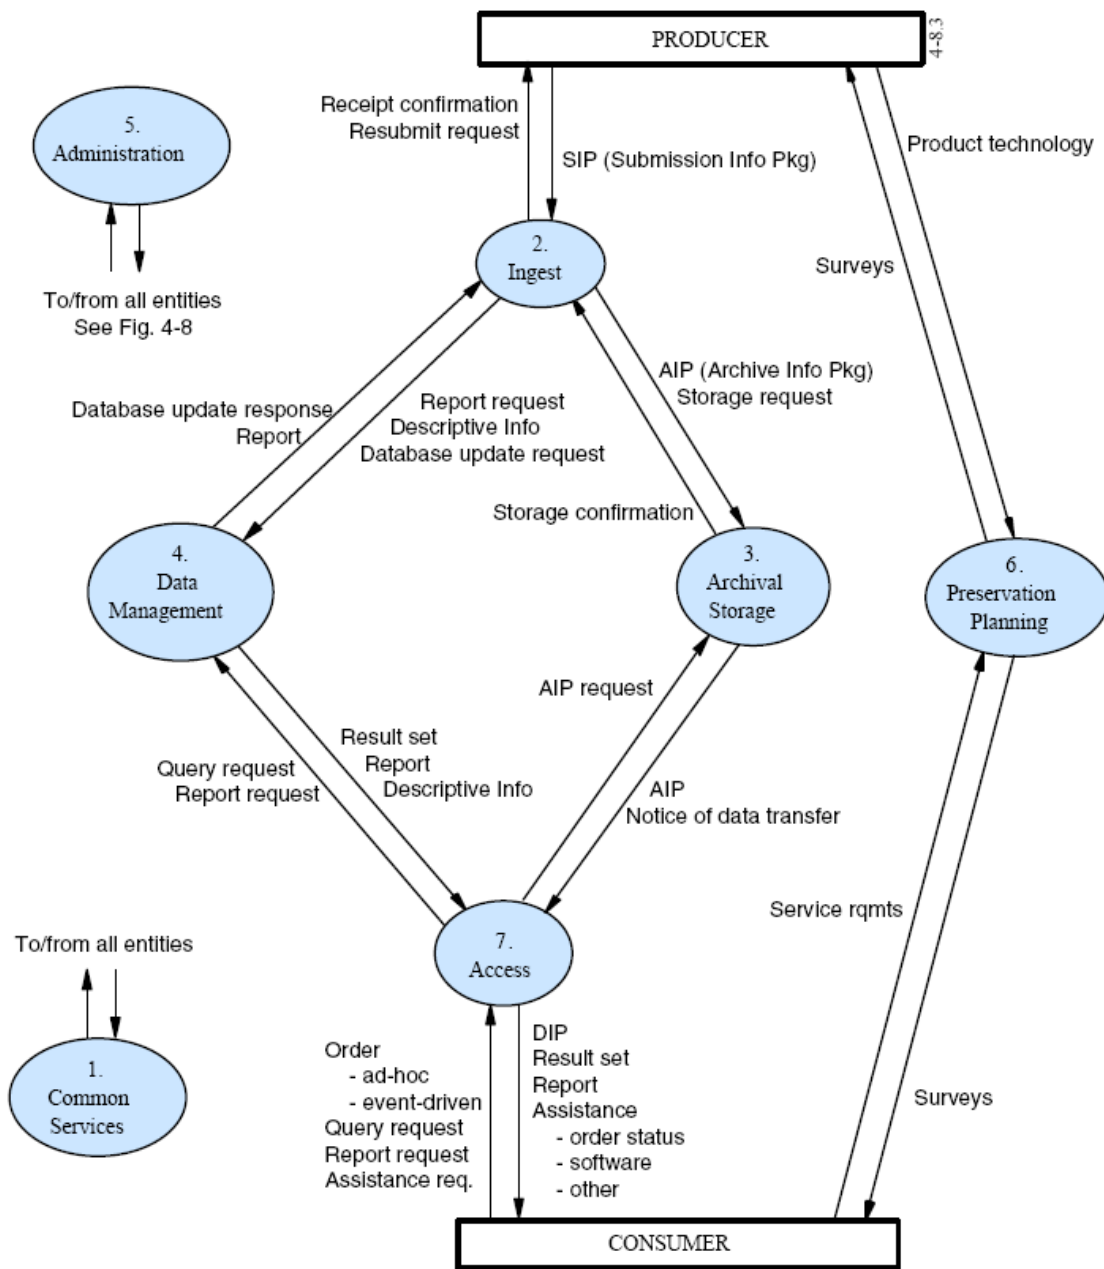 PRODUCER
4-8.3
Receipt confirmation
Resubmit request
SIP (Submission Info Pkg)
Product technology
5.
Administration
2.
Ingest
Surveys
To/from all entities
See Fig. 4-8
AIP (Archive Info Pkg)
Storage request
Database update response
Report
Report request
Descriptive Info
Database update request
Storage confirmation
4.
Data
Management
3.
Archival
Storage
6.
Preservation
Planning
AIP request
Result set
Report
Descriptive Info
Query request
Report request
AIP
Notice of data transfer
Service rqmts
7.
Access
To/from all entities
1.
Common
Services
Order
- ad-hoc
- event-driven
Query request
Report request
Assistance req.
DIP
Result set
Report
Assistance
- order status
- software
- other
Surveys
CONSUMER